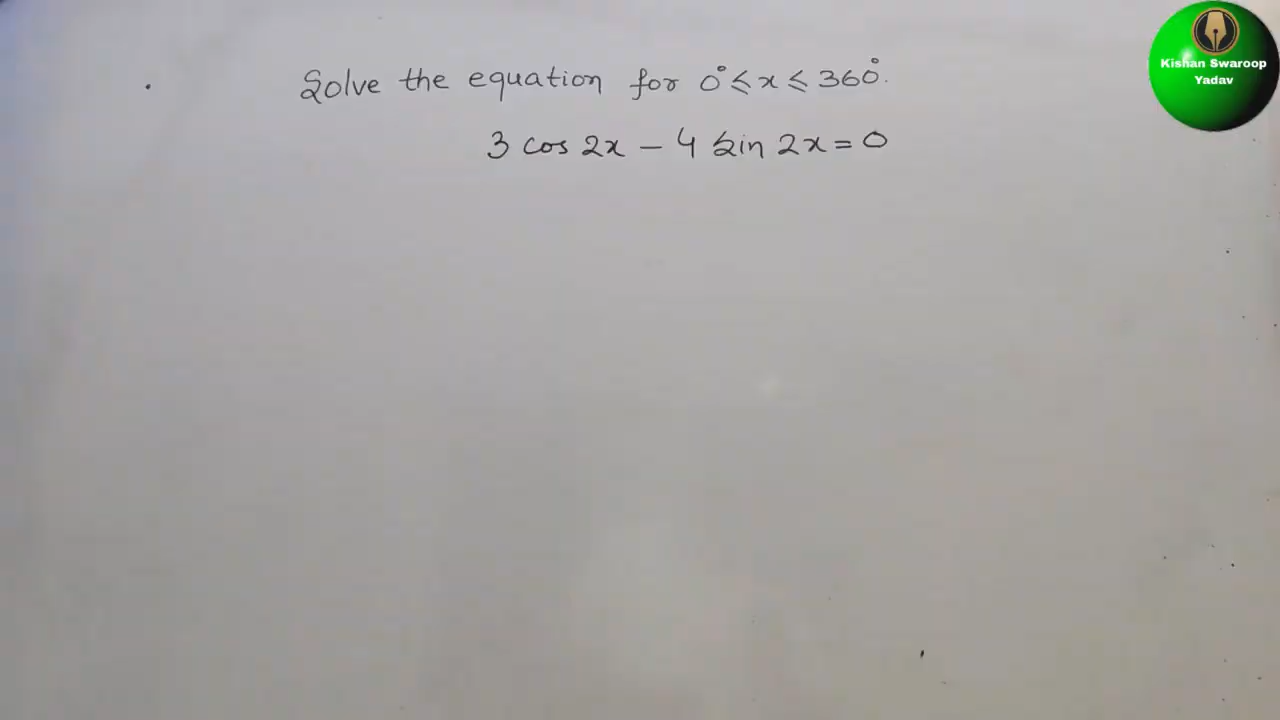 Solve the equation for 0° ⩽ x ⩽ 360°.
3 cos 2x − 4 sin 2x = 0
Kishan Swaroop
Yadav